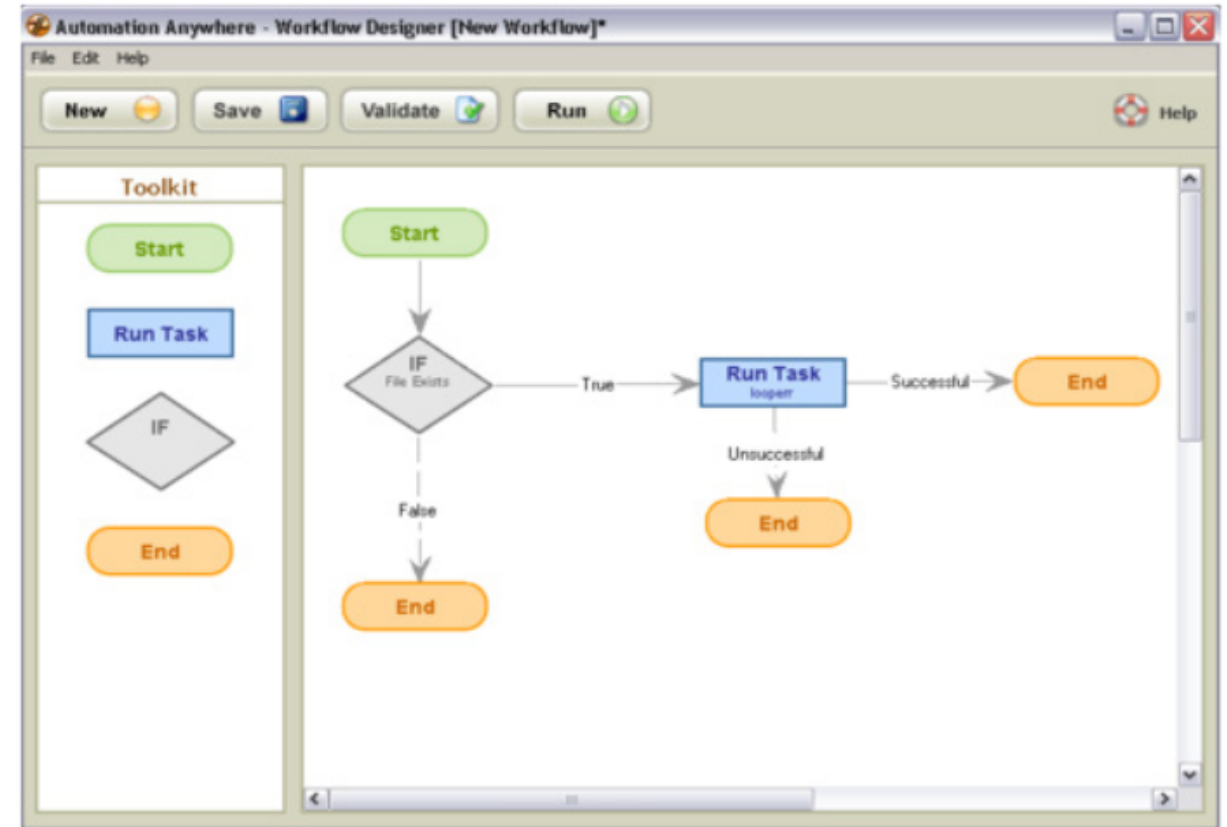 Automation Anywhere - Workflow Designer [New Workflow]*
File Edit Help
New Save Validate Run Help
Toolkit
Start
Run Task
IF
End
Start
IF
File Exists
True
Run Task
looperr
Successful
End
Unsuccessful
End
False
End